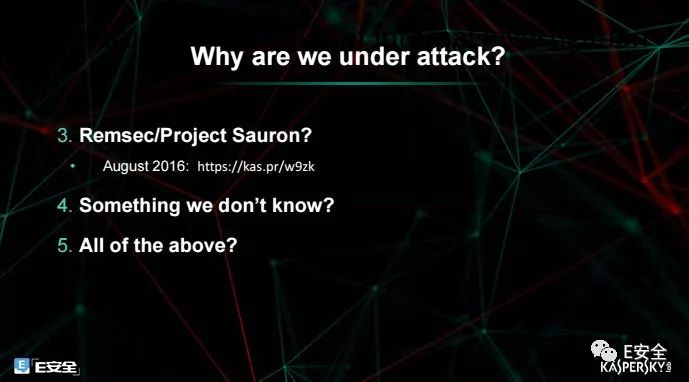 Why are we under attack?
3. Remsec/Project Sauron?
• August 2016: https://kas.pr/w9zk
4. Something we don’t know?
5. All of the above?
E E安全
E安全
KASPERSKY lab